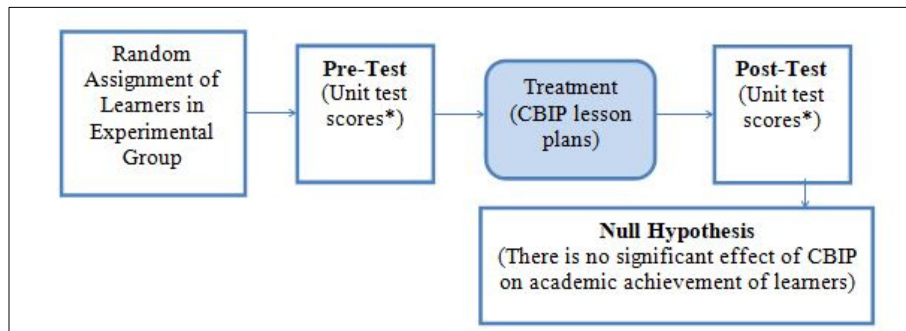 Random
Assignment of
Learners in
Experimental
Group
Pre-Test
(Unit test
scores*)
Treatment
(CBIP lesson
plans)
Post-Test
(Unit test
scores*)
Null Hypothesis
(There is no significant effect of CBIP
on academic achievement of learners)